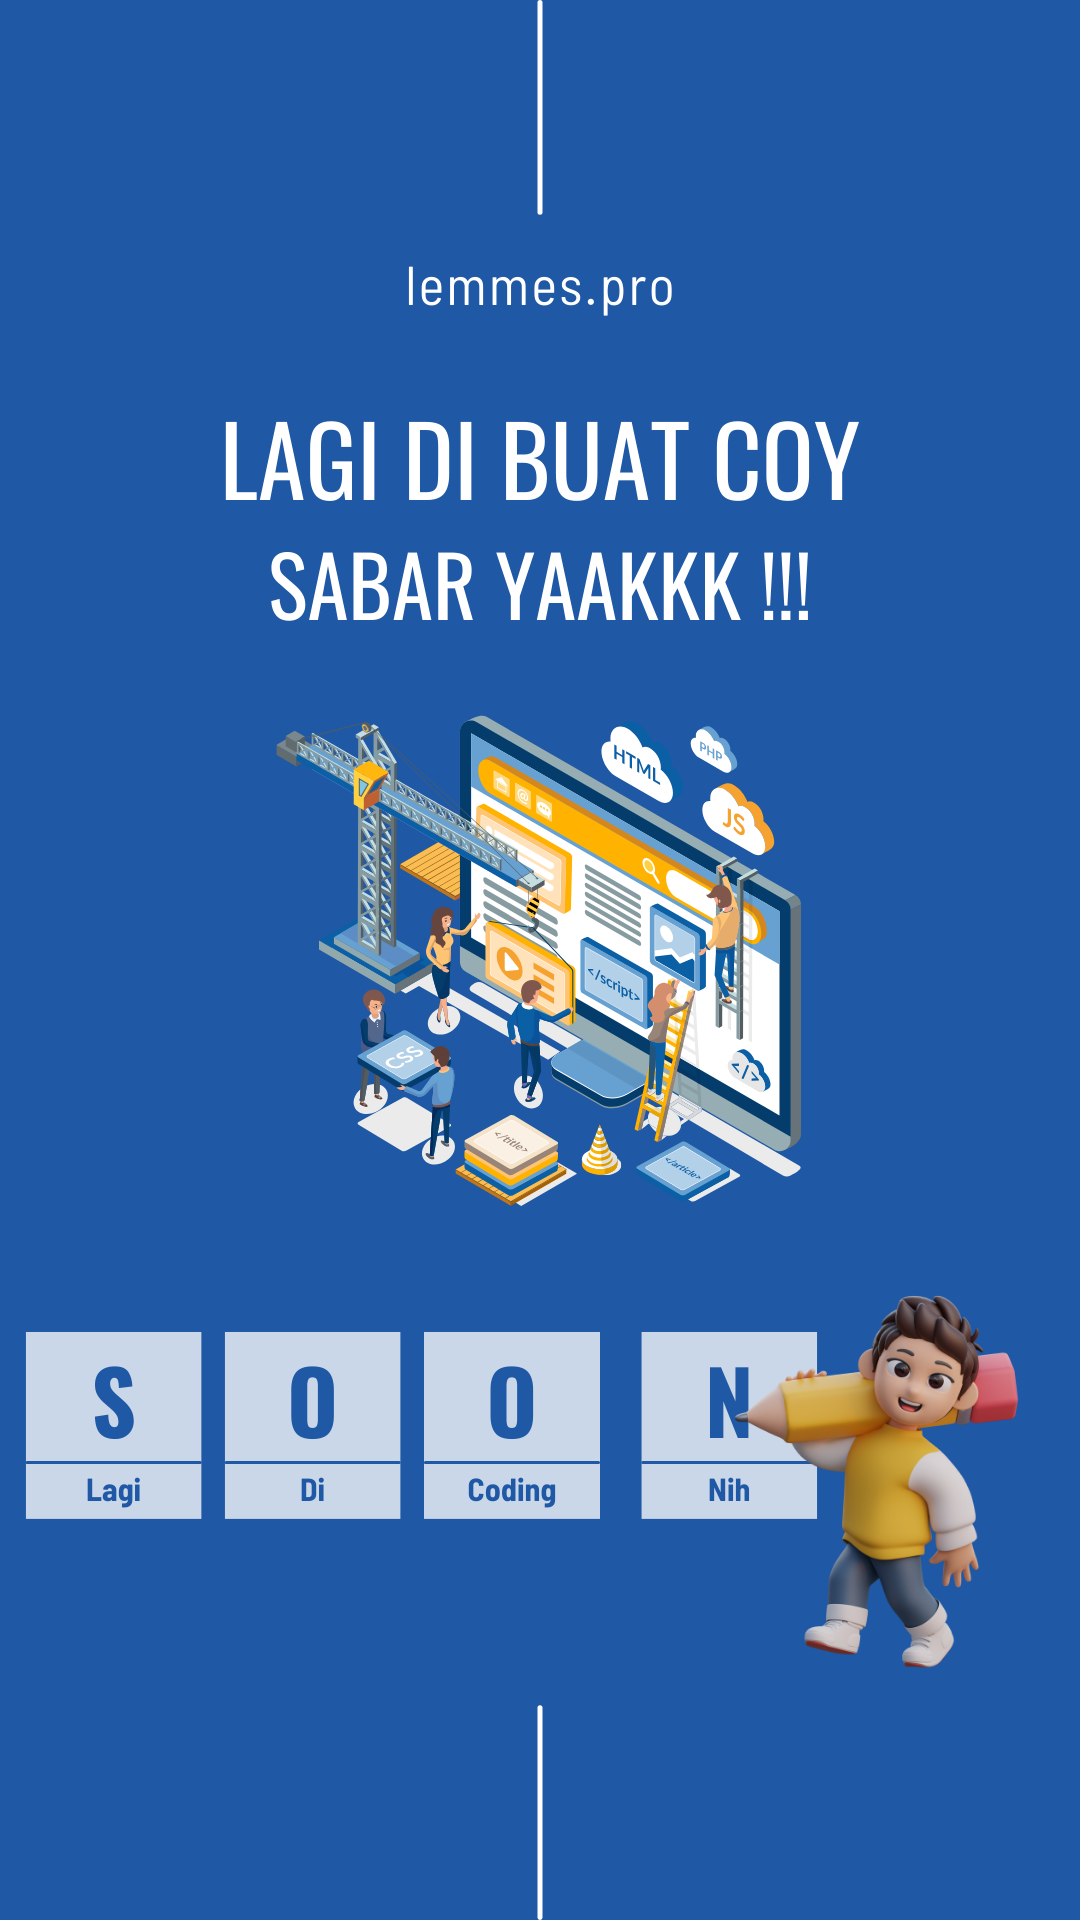 lemmes.pro
LAGI DI BUAT COY
SABAR YAAKKK !!!
HTML
PHP
JS
</script>
</>
CSS
</title>
</article>
S O O N
Lagi Di Coding Nih